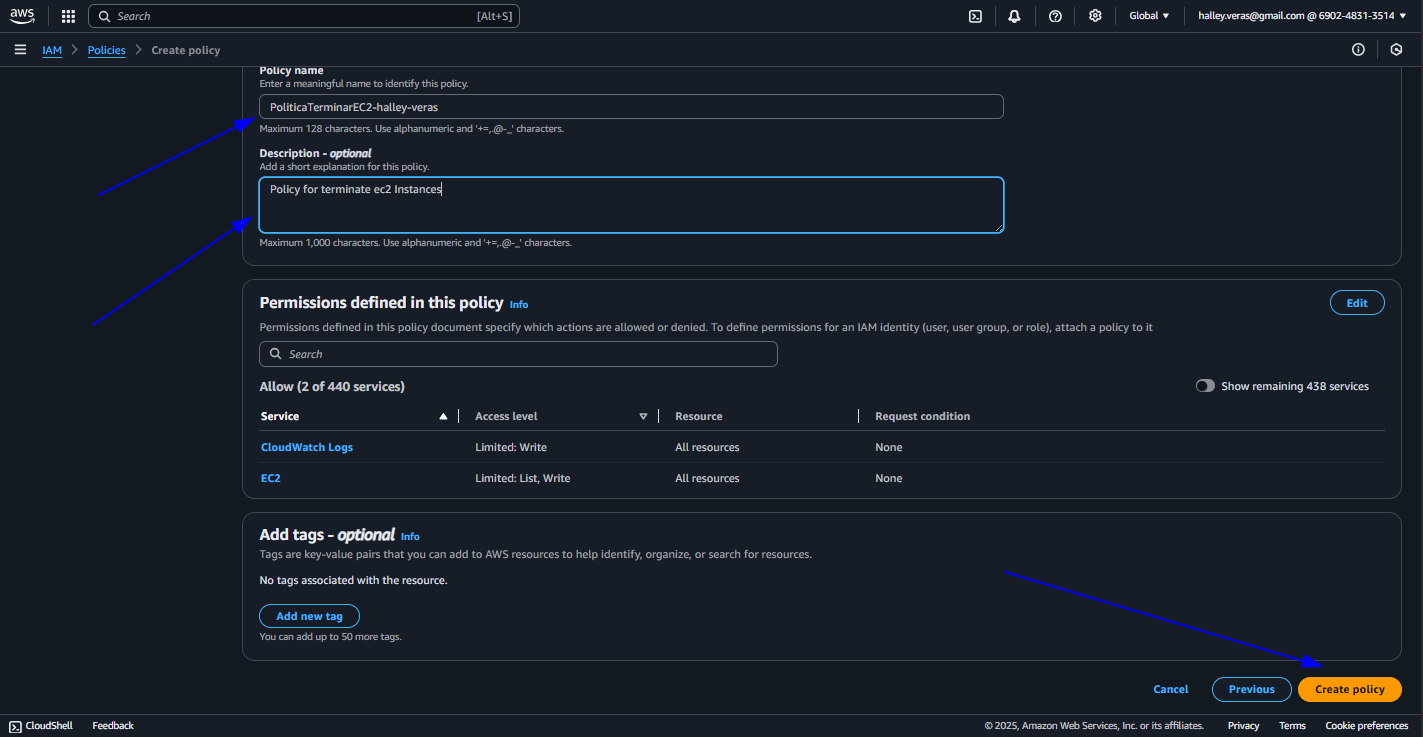 aws
Search [Alt+S] Global halley.veras@gmail.com @ 6902-4831-3514
IAM Policies Create policy
Policy name
Enter a meaningful name to identify this policy.
PoliticaTerminarEC2-halley-veras
Maximum 128 characters. Use alphanumeric and '+=,.@-_' characters.
Description - optional
Add a short explanation for this policy.
Policy for terminate ec2 Instances
Maximum 1,000 characters. Use alphanumeric and '+=,.@-_' characters.
Permissions defined in this policy Info Edit
Permissions defined in this policy document specify which actions are allowed or denied. To define permissions for an IAM identity (user, user group, or role), attach a policy to it
Search
Allow (2 of 440 services) Show remaining 438 services
Service Access level Resource Request condition
CloudWatch Logs Limited: Write All resources None
EC2 Limited: List, Write All resources None
Add tags - optional Info
Tags are key-value pairs that you can add to AWS resources to help identify, organize, or search for resources.
No tags associated with the resource.
Add new tag
You can add up to 50 more tags.
Cancel Previous Create policy
CloudShell Feedback © 2025, Amazon Web Services, Inc. or its affiliates. Privacy Terms Cookie preferences